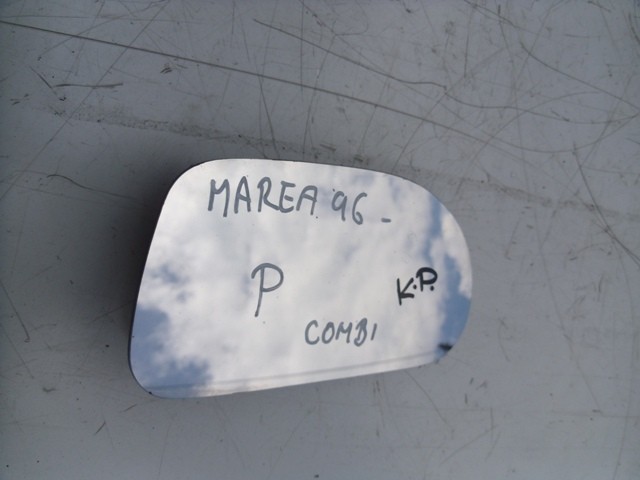 MAREA 96-
P
K.P.
COMBI